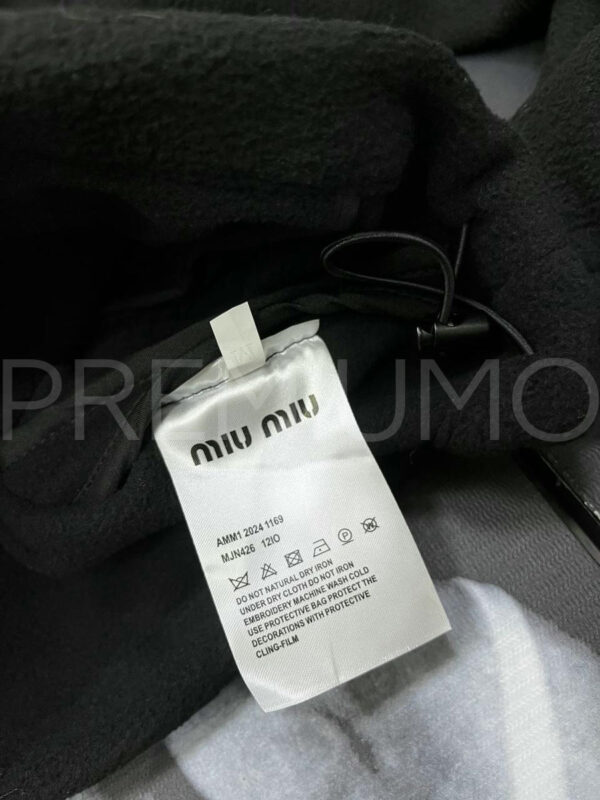 PREMIUMO
miu miu
AMM1 2024 1169
MJN426 12IO
DO NOT NATURAL DRY IRON
UNDER DRY CLOTH DO NOT IRON
EMBROIDERY MACHINE WASH COLD
USE PROTECTIVE BAG PROTECT THE
DECORATIONS WITH PROTECTIVE
CLING-FILM